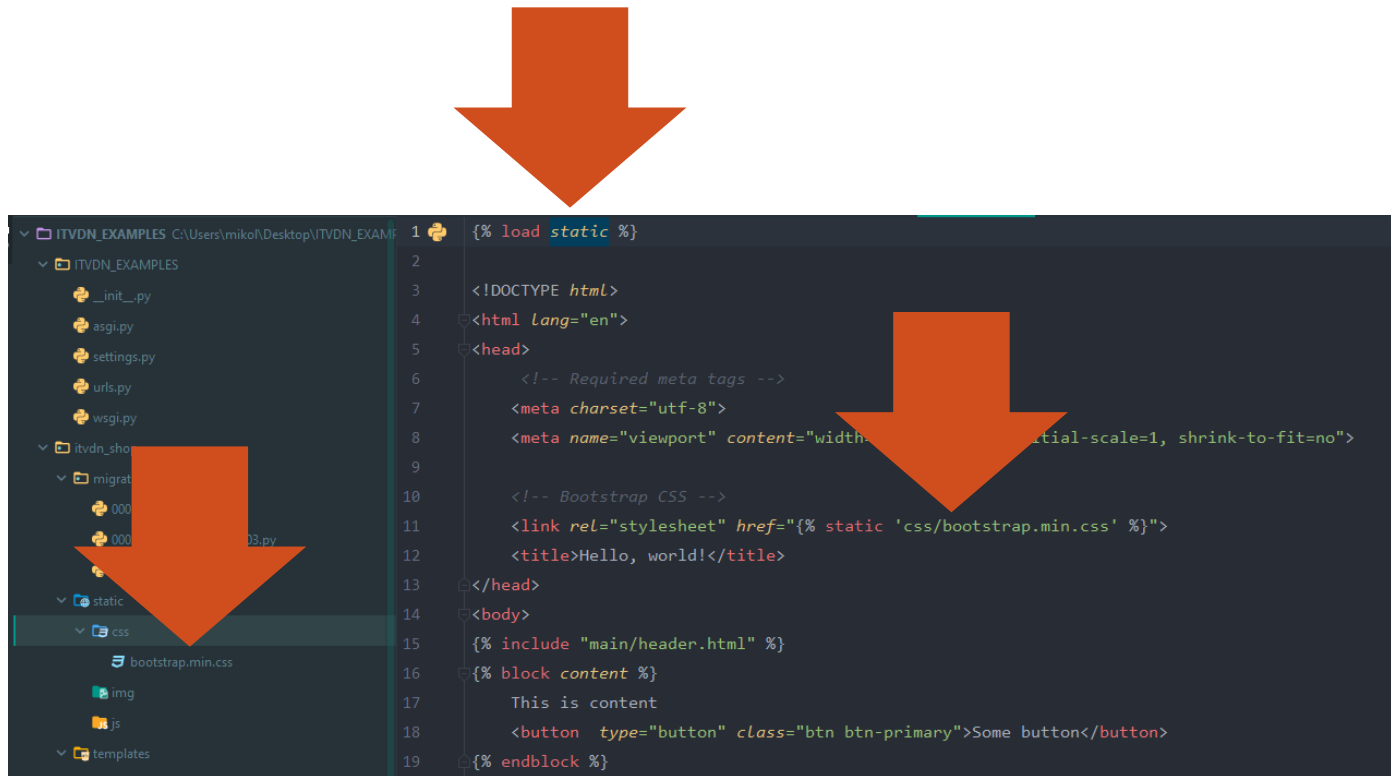 ITVDN_EXAMPLES C:\Users\mikol\Desktop\ITVDN_EXAMP
ITVDN_EXAMPLES
__init__.py
asgi.py
settings.py
urls.py
wsgi.py
itvdn_sho
migrat
000
000 03.py
static
css
bootstrap.min.css
img
js
templates
1 {% load static %}
2
3 <!DOCTYPE html>
4 <html lang="en">
5 <head>
6 <!-- Required meta tags -->
7 <meta charset="utf-8">
8 <meta name="viewport" content="width- tial-scale=1, shrink-to-fit=no">
9
10 <!-- Bootstrap CSS -->
11 <link rel="stylesheet" href="{% static 'css/bootstrap.min.css' %}">
12 <title>Hello, world!</title>
13 </head>
14 <body>
15 {% include "main/header.html" %}
16 {% block content %}
17 This is content
18 <button  type="button" class="btn btn-primary">Some button</button>
19 {% endblock %}